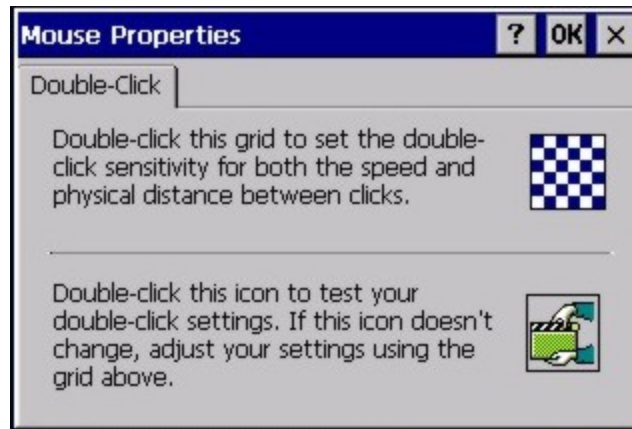 Mouse Properties ? OK ×
Double-Click
Double-click this grid to set the double-
click sensitivity for both the speed and
physical distance between clicks.
Double-click this icon to test your
double-click settings. If this icon doesn't
change, adjust your settings using the
grid above.